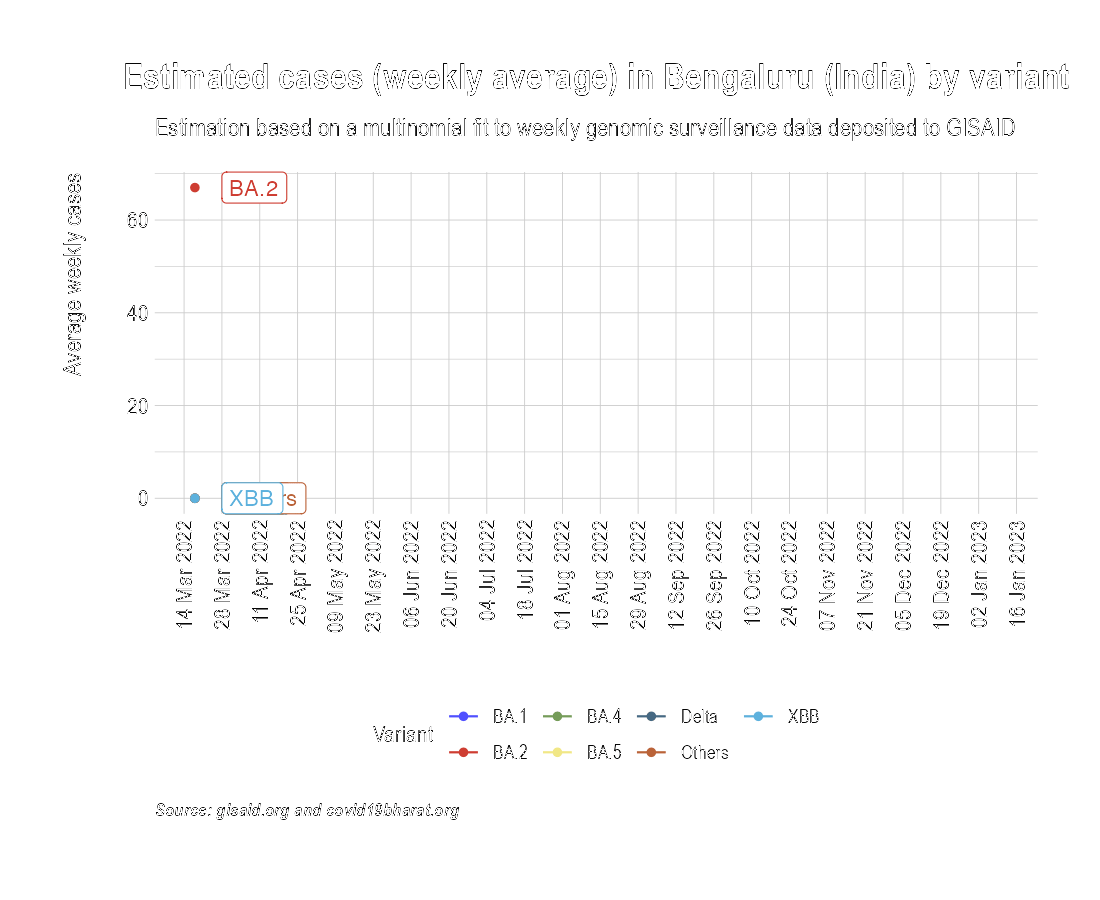 Estimated cases (weekly average) in Bengaluru (India) by variant
Estimation based on a multinomial fit to weekly genomic surveillance data deposited to GISAID
Average weekly cases
60
40
20
0
BA.2
XBB
rs
14 Mar 2022
28 Mar 2022
11 Apr 2022
25 Apr 2022
09 May 2022
23 May 2022
06 Jun 2022
20 Jun 2022
04 Jul 2022
18 Jul 2022
01 Aug 2022
15 Aug 2022
29 Aug 2022
12 Sep 2022
26 Sep 2022
10 Oct 2022
24 Oct 2022
07 Nov 2022
21 Nov 2022
05 Dec 2022
19 Dec 2022
02 Jan 2023
16 Jan 2023
Variant
BA.1
BA.4
Delta
XBB
BA.2
BA.5
Others
Source: gisaid.org and covid19bharat.org